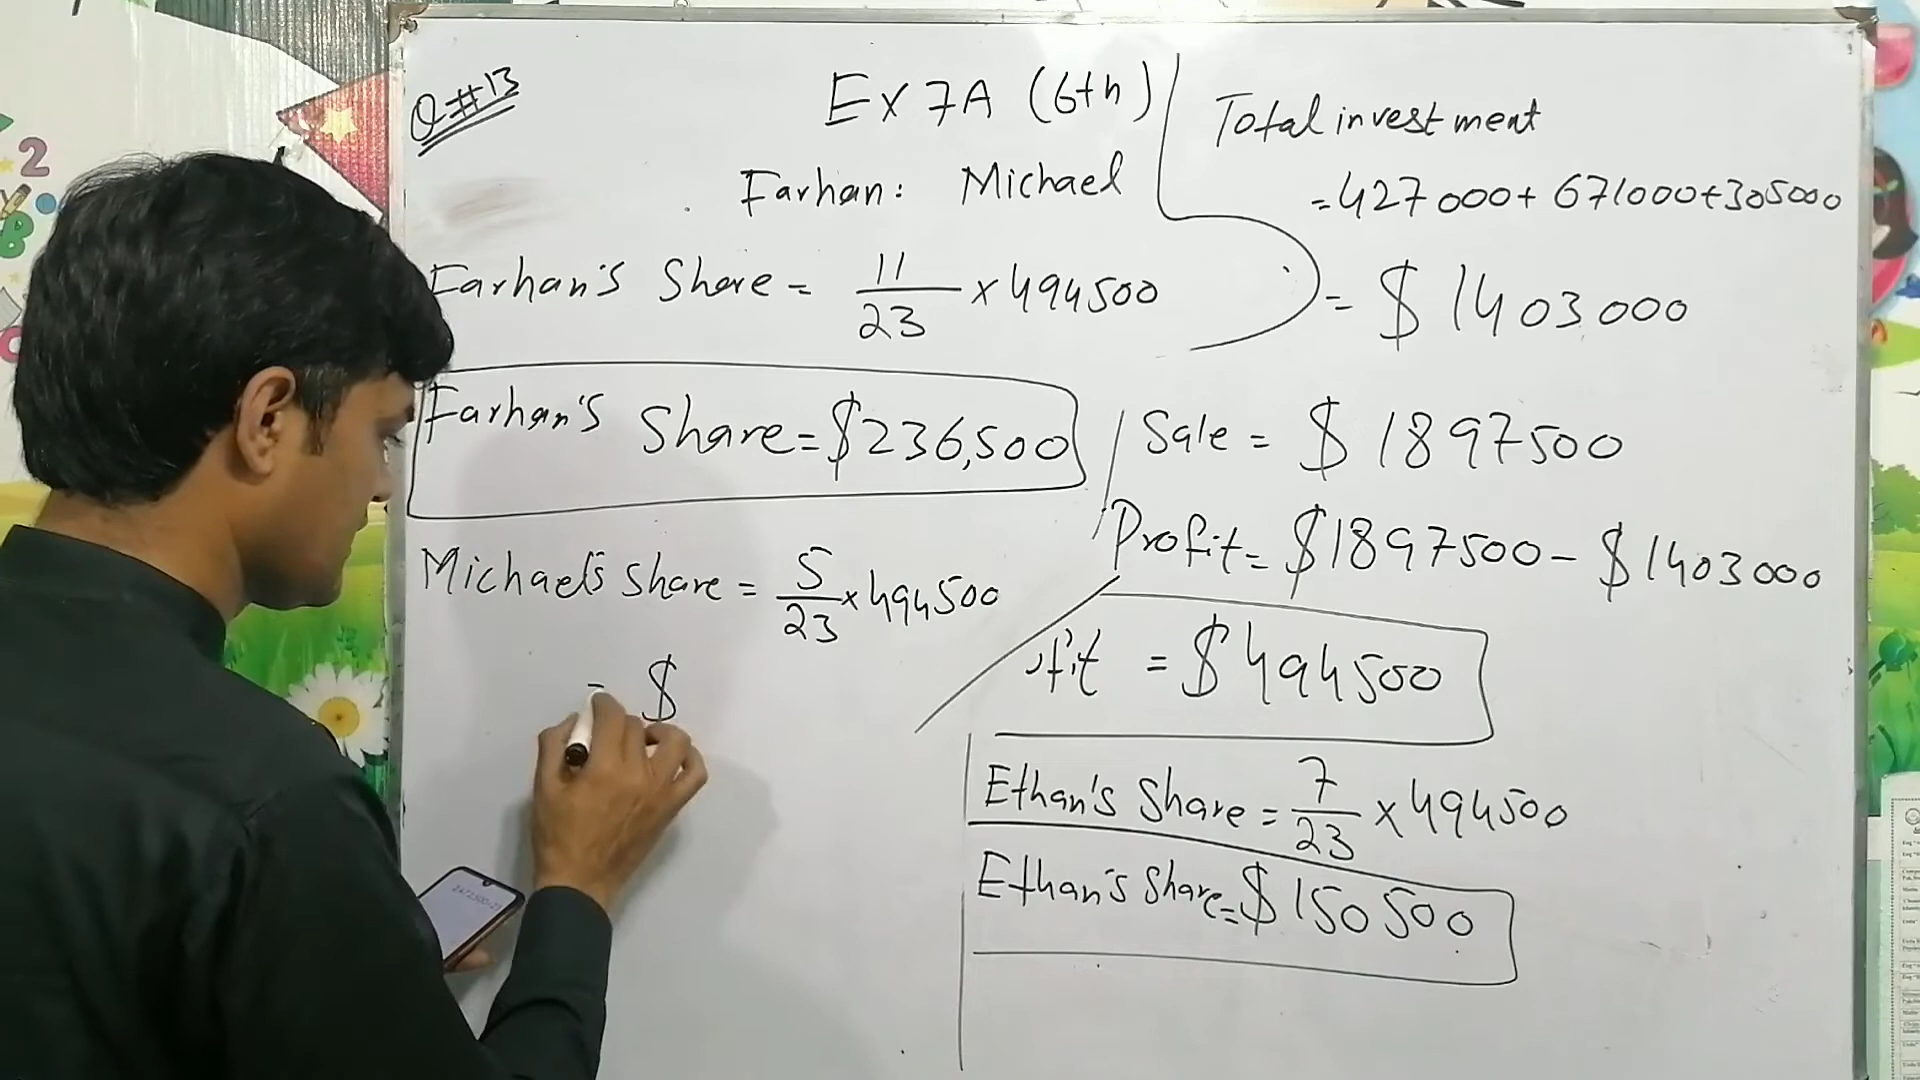 Q#13
Ex 7A (6th)
Farhan: Michael
Farhan's Share = 11/23 × 494500
Farhan's Share = $236,500
Michael's Share = 5/23 × 494500
= $
Total investment
= 427000 + 671000 + 305000
= $ 1403000
Sale = $ 1897500
Profit = $1897500 - $1403000
fit = $494500
Ethan's Share = 7/23 × 494500
Ethan's Share = $150500
2